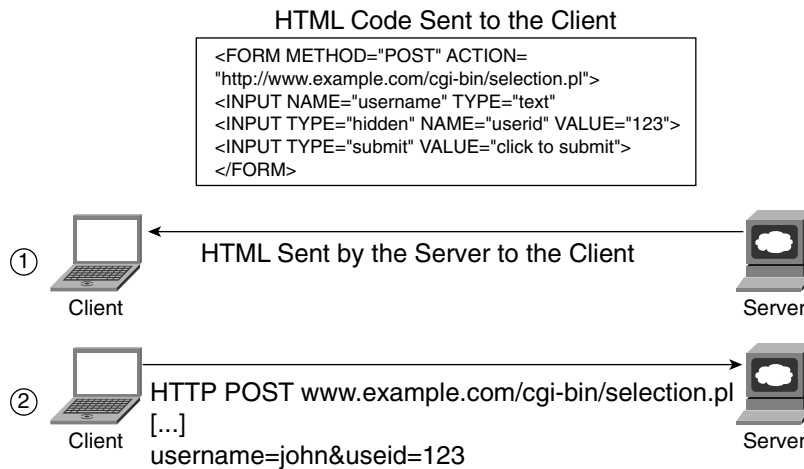 HTML Code Sent to the Client
<FORM METHOD="POST" ACTION=
"http://www.example.com/cgi-bin/selection.pl">
<INPUT NAME="username" TYPE="text"
<INPUT TYPE="hidden" NAME="userid" VALUE="123">
<INPUT TYPE="submit" VALUE="click to submit">
</FORM>
1
HTML Sent by the Server to the Client
Client
Server
2
HTTP POST www.example.com/cgi-bin/selection.pl
[...]
username=john&useid=123
Client
Server